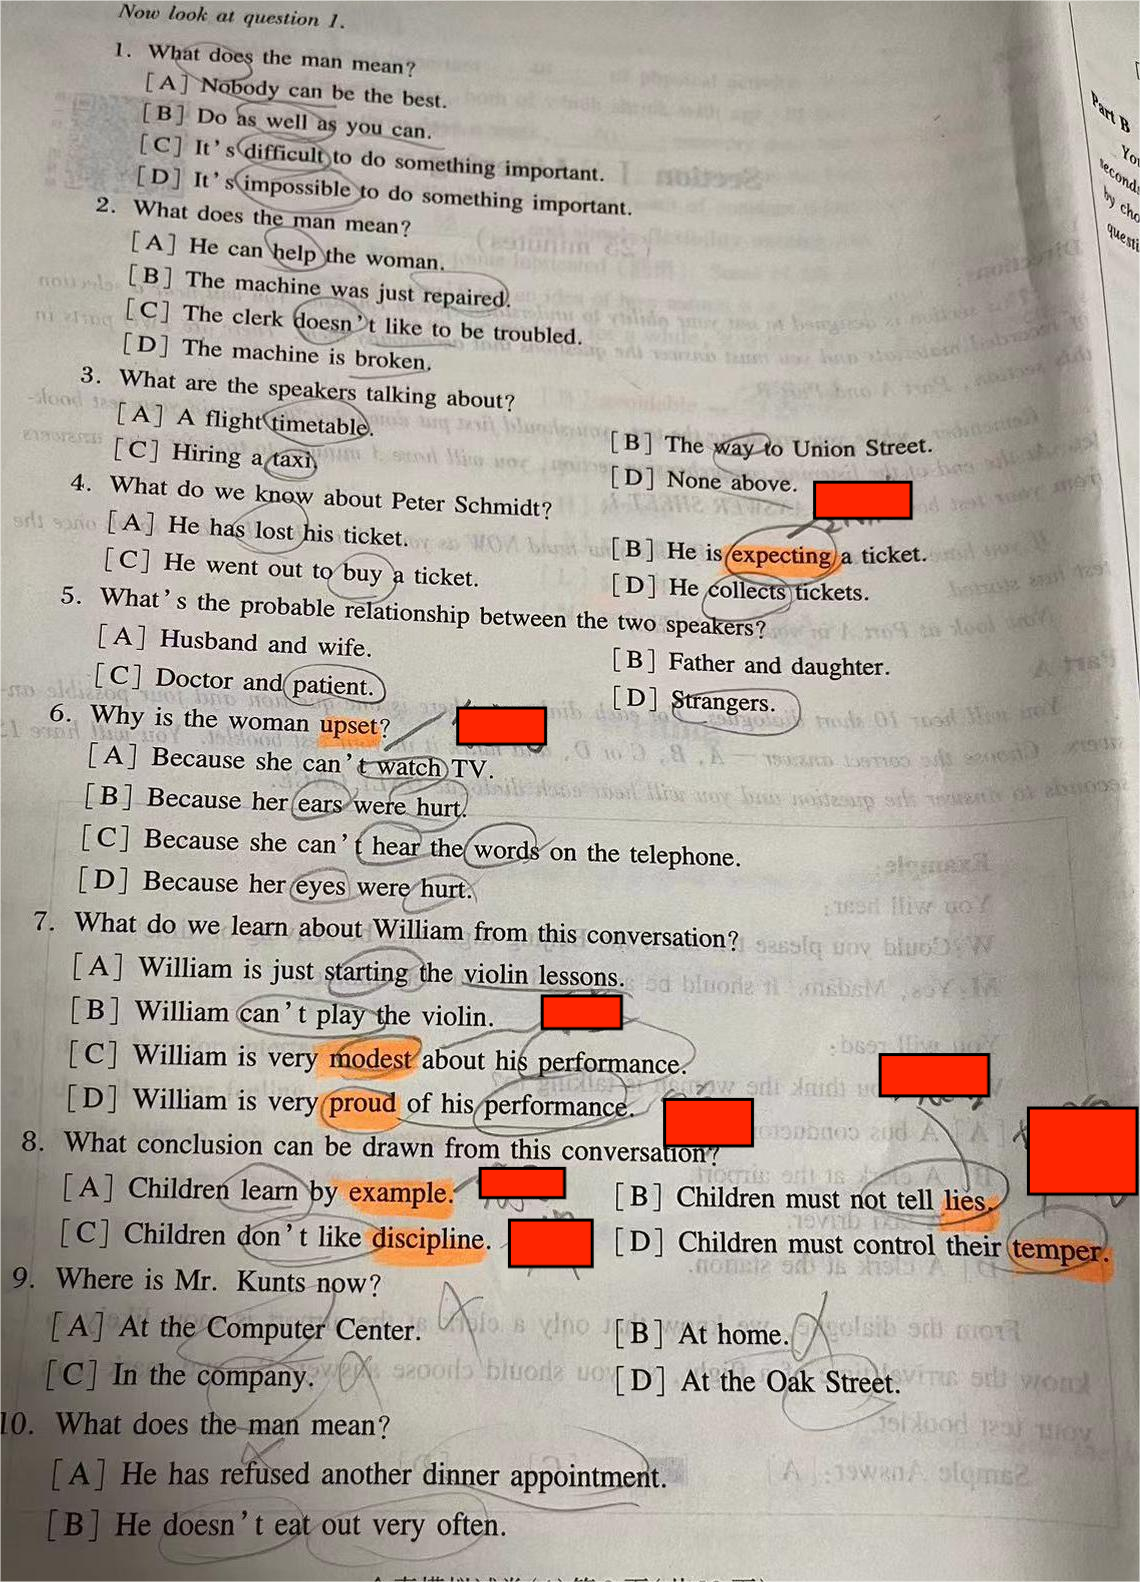 Now look at question 1.
1. What does the man mean?
[A] Nobody can be the best.
[B] Do as well as you can.
[C] It's difficult to do something important.
[D] It's impossible to do something important.
2. What does the man mean?
[A] He can help the woman.
[B] The machine was just repaired.
[C] The clerk doesn't like to be troubled.
[D] The machine is broken.
3. What are the speakers talking about?
[A] A flight timetable.
[B] The way to Union Street.
[C] Hiring a taxi.
[D] None above.
4. What do we know about Peter Schmidt?
[A] He has lost his ticket.
[B] He is expecting a ticket.
[C] He went out to buy a ticket.
[D] He collects tickets.
5. What's the probable relationship between the two speakers?
[A] Husband and wife.
[B] Father and daughter.
[C] Doctor and patient.
[D] Strangers.
6. Why is the woman upset?
[A] Because she can't watch TV.
[B] Because her ears were hurt.
[C] Because she can't hear the words on the telephone.
[D] Because her eyes were hurt.
7. What do we learn about William from this conversation?
[A] William is just starting the violin lessons.
[B] William can't play the violin.
[C] William is very modest about his performance.
[D] William is very proud of his performance.
8. What conclusion can be drawn from this conversation?
[A] Children learn by example.
[B] Children must not tell lies.
[C] Children don't like discipline.
[D] Children must control their temper.
9. Where is Mr. Kunts now?
[A] At the Computer Center.
[B] At home.
[C] In the company.
[D] At the Oak Street.
10. What does the man mean?
[A] He has refused another dinner appointment.
[B] He doesn't eat out very often.
Part B
You
seconds
by cho
questi